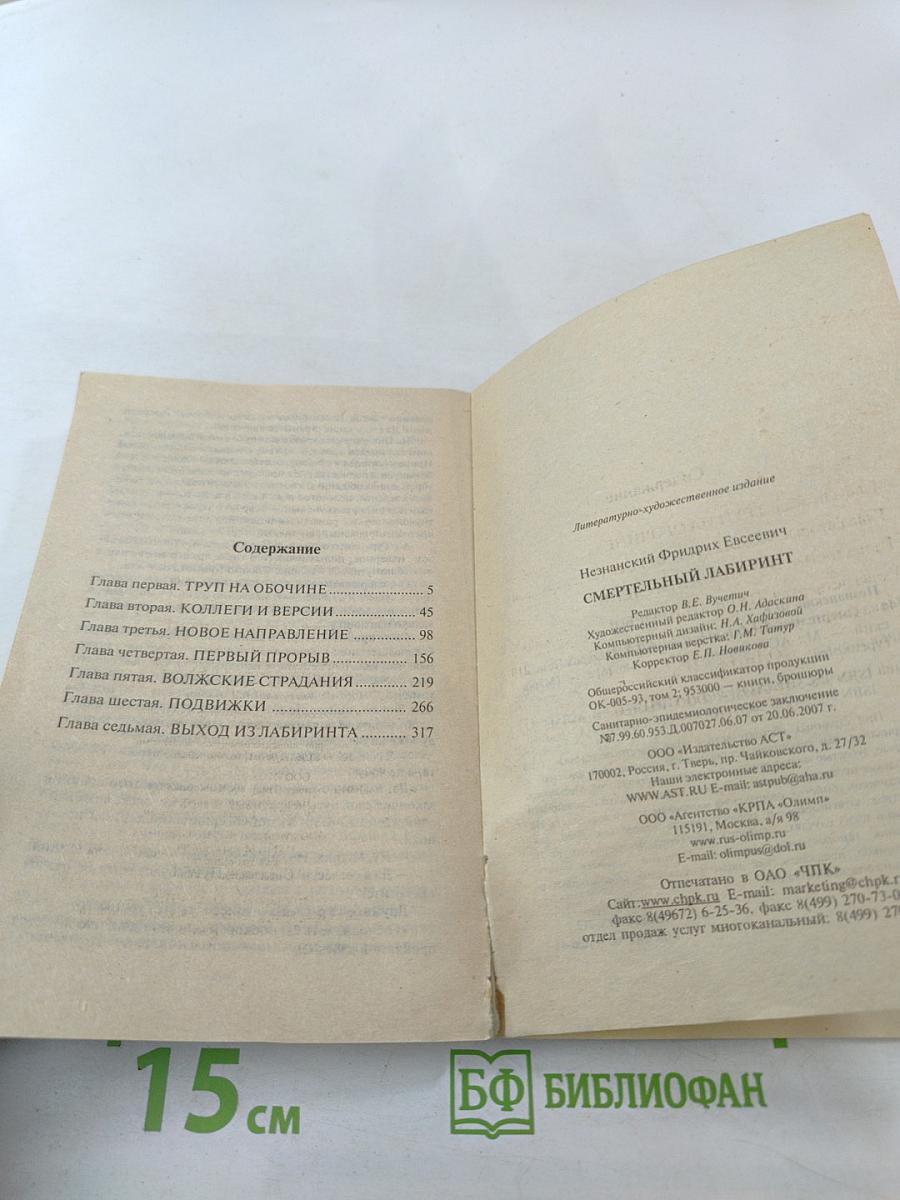 Содержание
Глава первая. ТРУП НА ОБОЧИНЕ ................ 5
Глава вторая. КОЛЛЕГИ И ВЕРСИИ ............... 45
Глава третья. НОВОЕ НАПРАВЛЕНИЕ ............ 98
Глава четвертая. ПЕРВЫЙ ПРОРЫВ ............. 156
Глава пятая. ВОЛЖСКИЕ СТРАДАНИЯ ............ 219
Глава шестая. ПОДВИЖКИ ............................ 266
Глава седьмая. ВЫХОД ИЗ ЛАБИРИНТА ........... 317
Литературно-художественное издание
Незнанский Фридрих Евсеевич
СМЕРТЕЛЬНЫЙ ЛАБИРИНТ
Редактор В.Е. Вучетич
Художественный редактор О.Н. Адаскина
Компьютерный дизайн: Н.А. Хафизовой
Компьютерная верстка: Г.М. Татур
Корректор Е.П. Новикова
Общероссийский классификатор продукции
ОК-005-93, том 2; 953000 — книги, брошюры
Санитарно-эпидемиологическое заключение
№7.99.60.953.Д.007027.06.07 от 20.06.2007 г.
ООО «Издательство АСТ»
170002, Россия, г. Тверь, пр. Чайковского, д. 27/32
Наши электронные адреса:
WWW.AST.RU E-mail: astpub@aha.ru
ООО «Агентство «КРПА «Олимп»
115191, Москва, а/я 98
www.rus-olimp.ru
E-mail: olimpus@dol.ru
Отпечатано в ОАО «ЧПК»
Сайт:www.chpk.ru E-mail: marketing@chpk.r
факс 8(49672) 6-25-36, факс 8(499) 270-73-0
отдел продаж услуг многоканальный: 8(499) 270
15 см
БФ БИБЛИОФАН